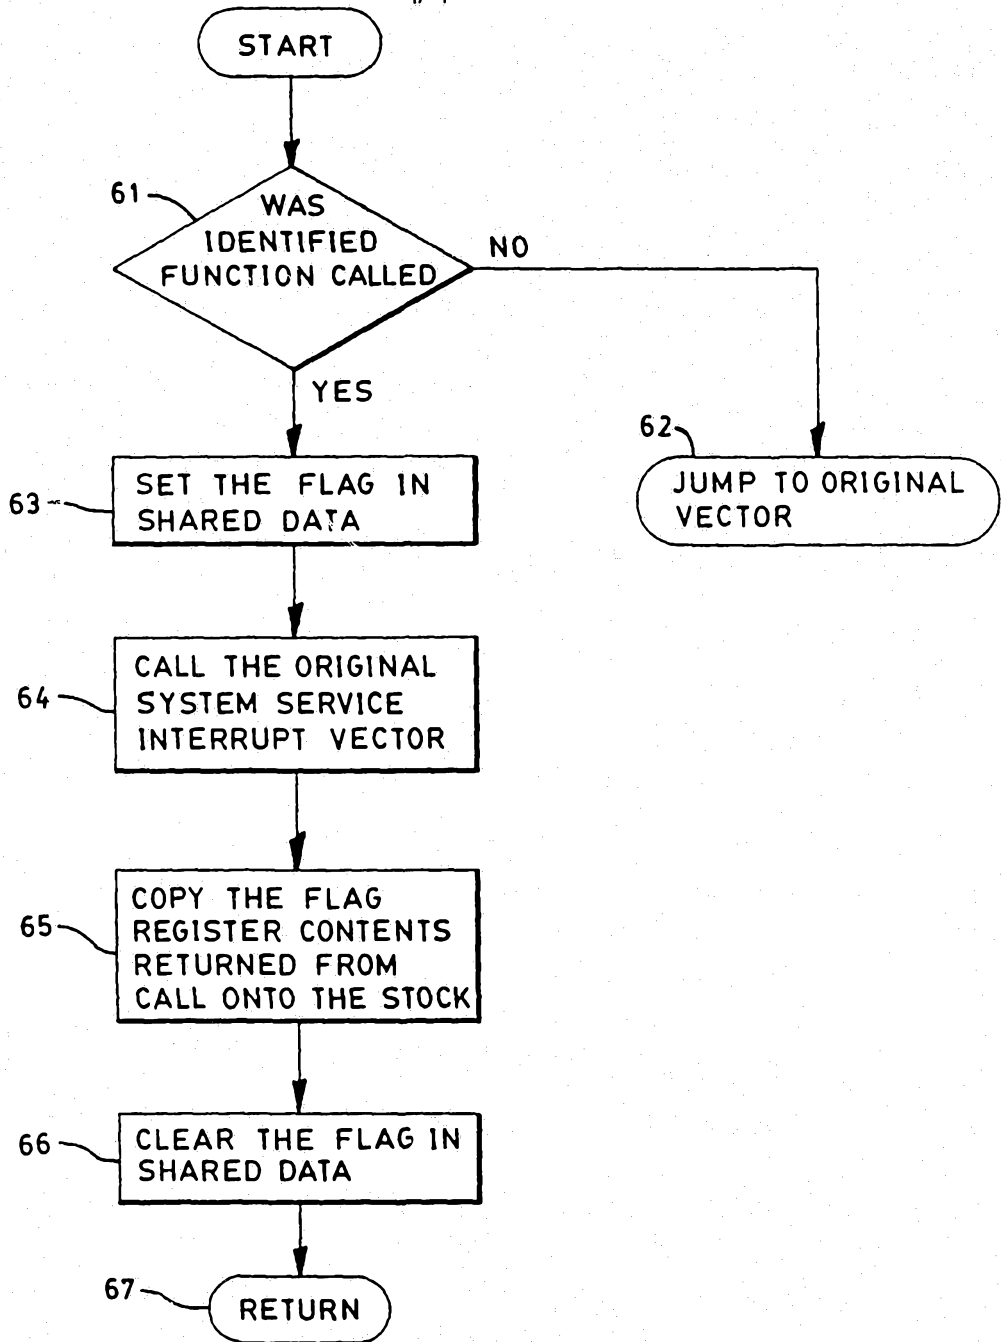 START
61
WAS
IDENTIFIED
FUNCTION CALLED
NO
YES
62
JUMP TO ORIGINAL
VECTOR
63
SET THE FLAG IN
SHARED DATA
64
CALL THE ORIGINAL
SYSTEM SERVICE
INTERRUPT VECTOR
65
COPY THE FLAG
REGISTER CONTENTS
RETURNED FROM
CALL ONTO THE STOCK
66
CLEAR THE FLAG IN
SHARED DATA
67
RETURN